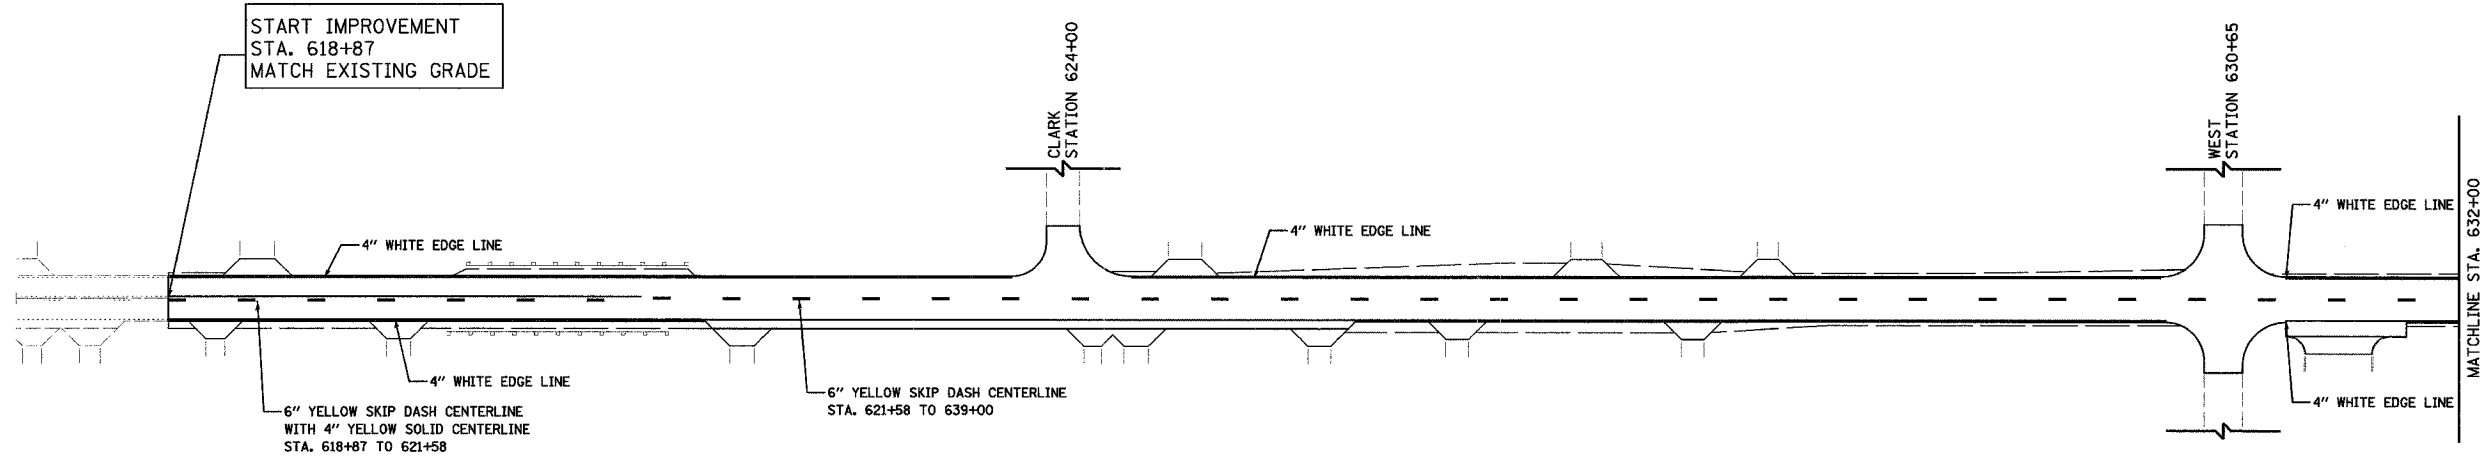 START IMPROVEMENT
STA. 618+87
MATCH EXISTING GRADE
CLARK
STATION 624+00
WEST
STATION 630+65
4" WHITE EDGE LINE
4" WHITE EDGE LINE
4" WHITE EDGE LINE
MATCHLINE STA. 632+00
4" WHITE EDGE LINE
6" YELLOW SKIP DASH CENTERLINE
WITH 4" YELLOW SOLID CENTERLINE
STA. 618+87 TO 621+58
6" YELLOW SKIP DASH CENTERLINE
STA. 621+58 TO 639+00
4" WHITE EDGE LINE